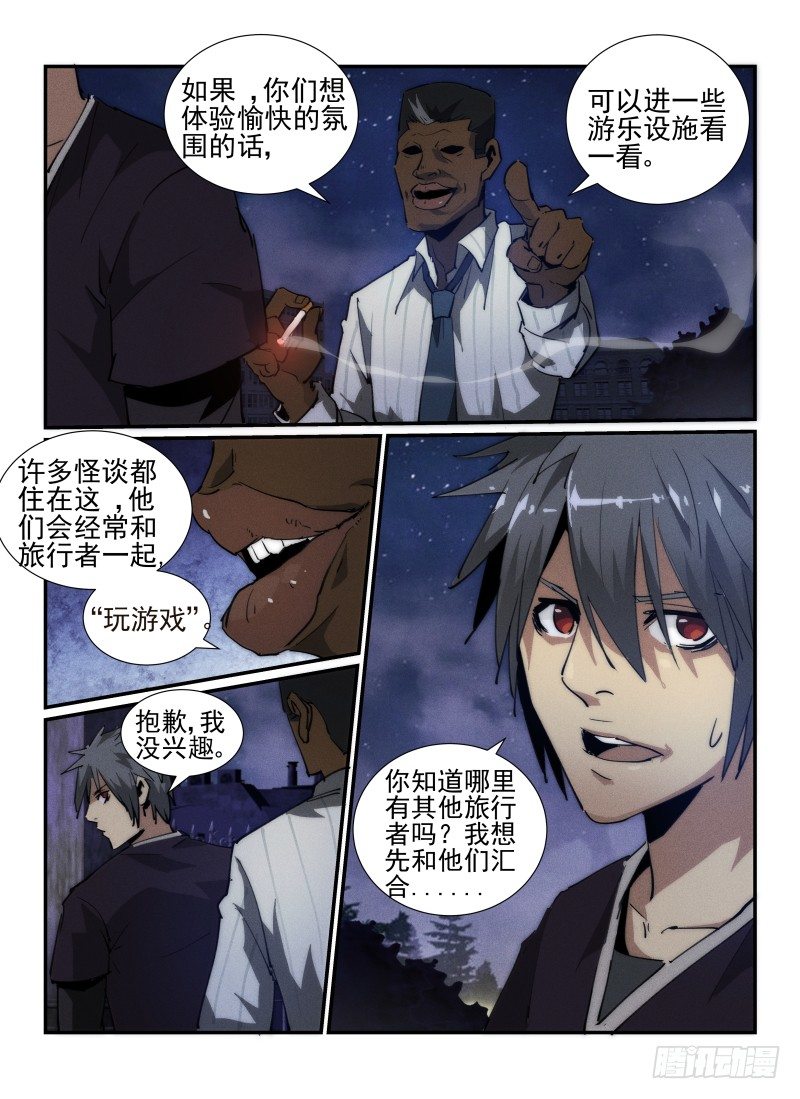 如果 ,你们想
体验愉快的氛
围的话,
可以进一些
游乐设施看
一看。
许多怪谈都
住在这 ,他
们会经常和
旅行者一起,
“玩游戏”。
抱歉,我
没兴趣。
你知道哪里
有其他旅行
者吗？我想
先和他们汇
合......
腾讯动漫